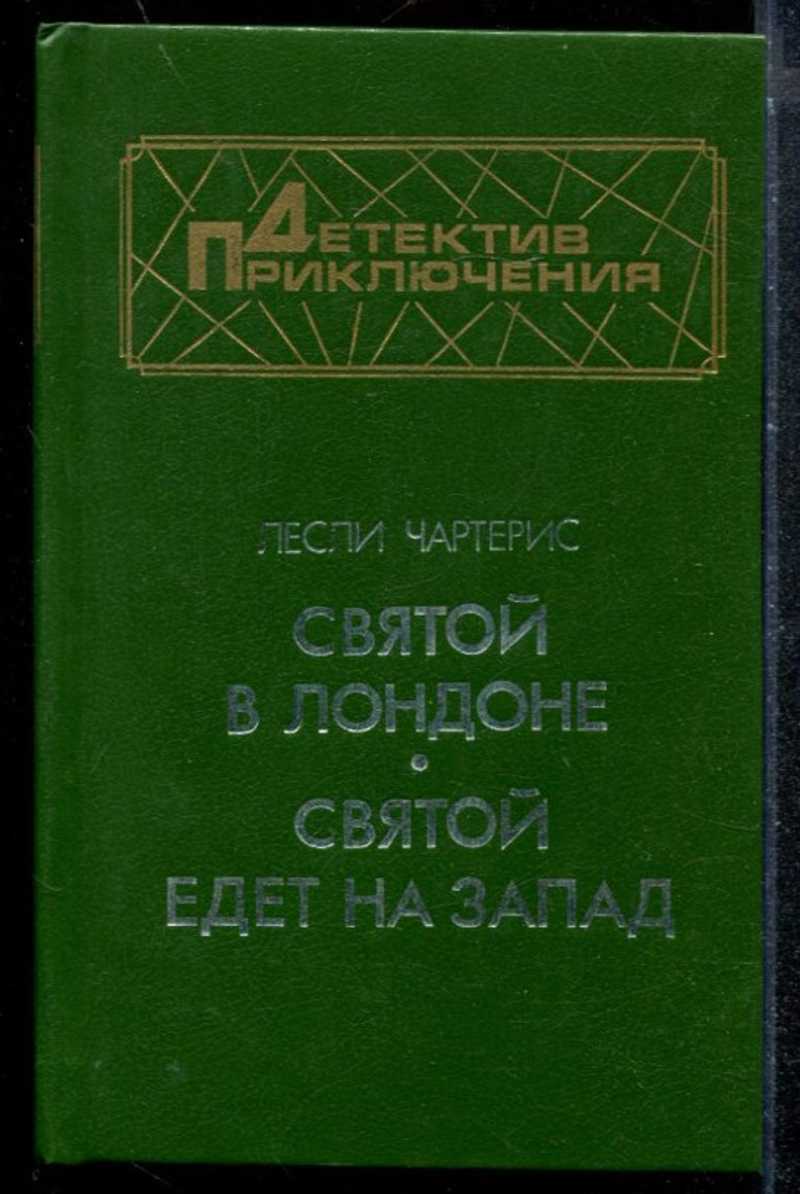 ДЕТЕКТИВ
ПРИКЛЮЧЕНИЯ
ЛЕСЛИ ЧАРТЕРИС
СВЯТОЙ
В ЛОНДОНЕ
•
СВЯТОЙ
ЕДЕТ НА ЗАПАД